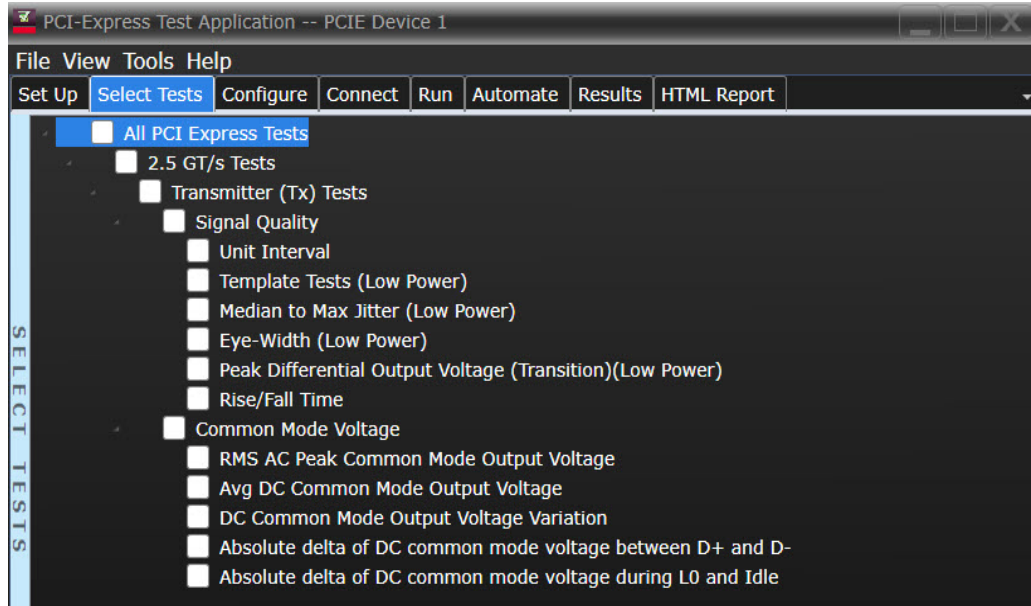 PCI-Express Test Application -- PCIE Device 1
File View Tools Help
Set Up Select Tests Configure Connect Run Automate Results HTML Report
SELECT TESTS
All PCI Express Tests
2.5 GT/s Tests
Transmitter (Tx) Tests
Signal Quality
Unit Interval
Template Tests (Low Power)
Median to Max Jitter (Low Power)
Eye-Width (Low Power)
Peak Differential Output Voltage (Transition)(Low Power)
Rise/Fall Time
Common Mode Voltage
RMS AC Peak Common Mode Output Voltage
Avg DC Common Mode Output Voltage
DC Common Mode Output Voltage Variation
Absolute delta of DC common mode voltage between D+ and D-
Absolute delta of DC common mode voltage during L0 and Idle